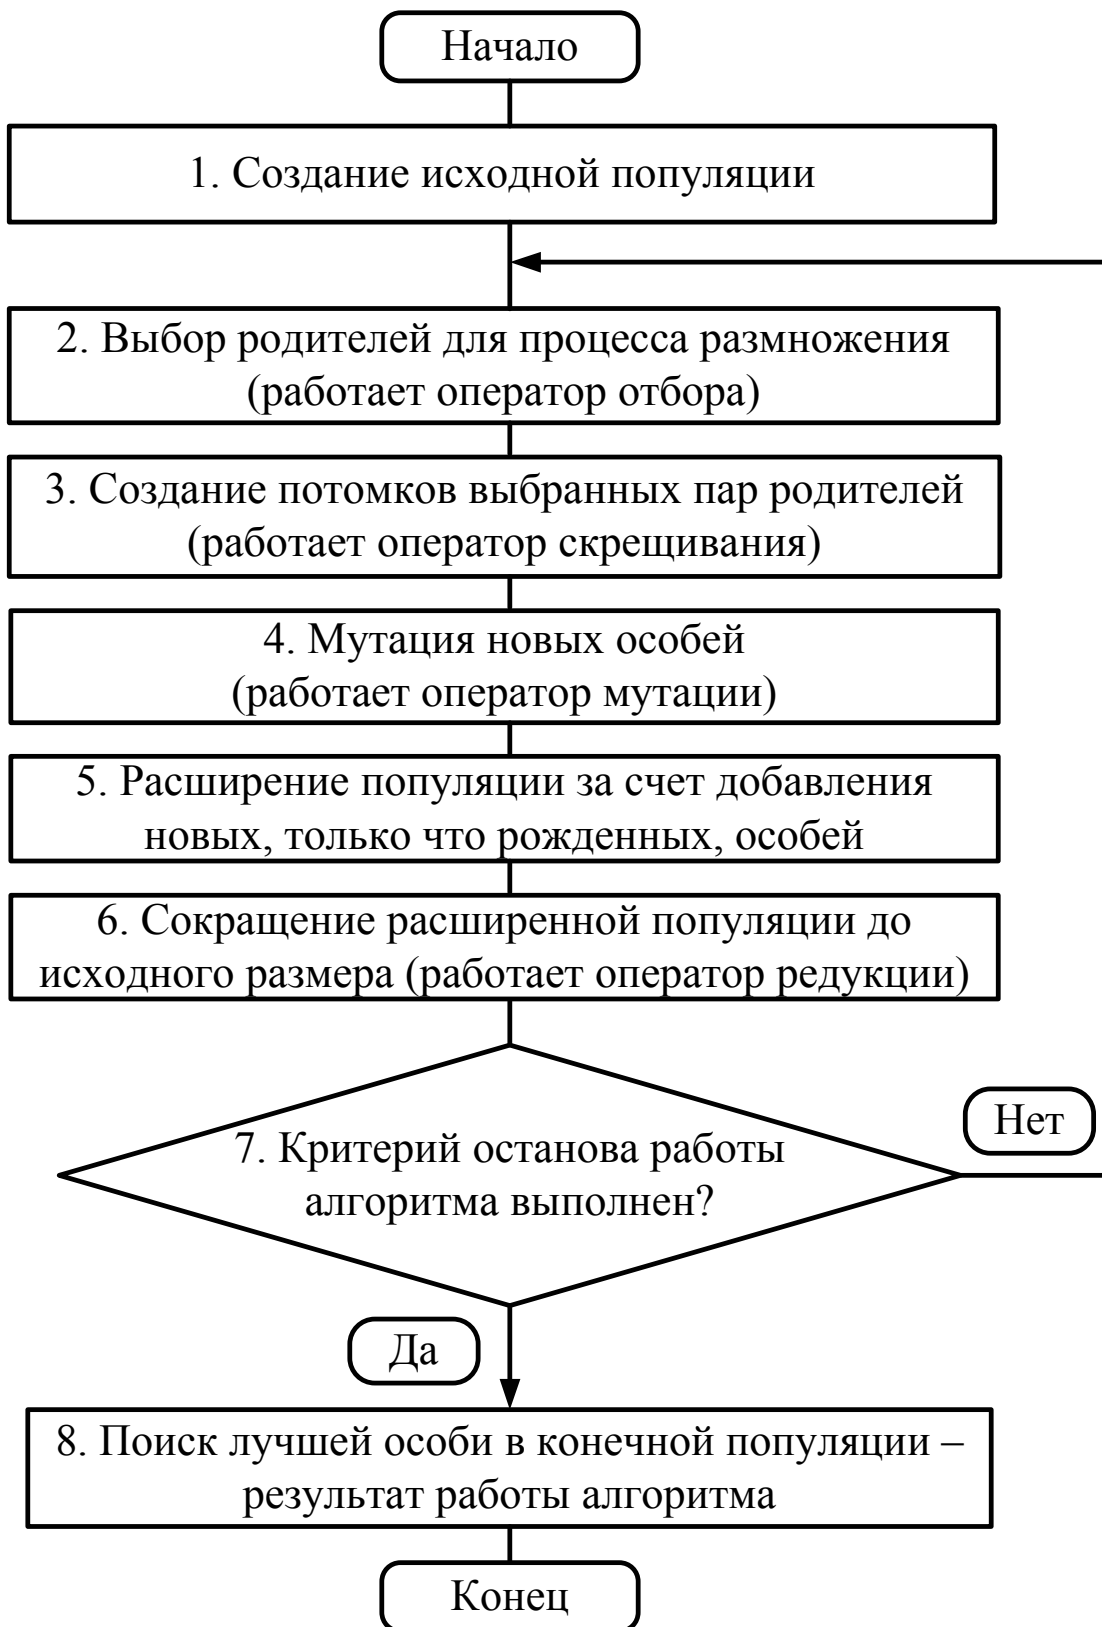 Начало
1. Создание исходной популяции
2. Выбор родителей для процесса размножения
(работает оператор отбора)
3. Создание потомков выбранных пар родителей
(работает оператор скрещивания)
4. Мутация новых особей
(работает оператор мутации)
5. Расширение популяции за счет добавления
новых, только что рожденных, особей
6. Сокращение расширенной популяции до
исходного размера (работает оператор редукции)
7. Критерий останова работы
алгоритма выполнен?
Нет
Да
8. Поиск лучшей особи в конечной популяции –
результат работы алгоритма
Конец